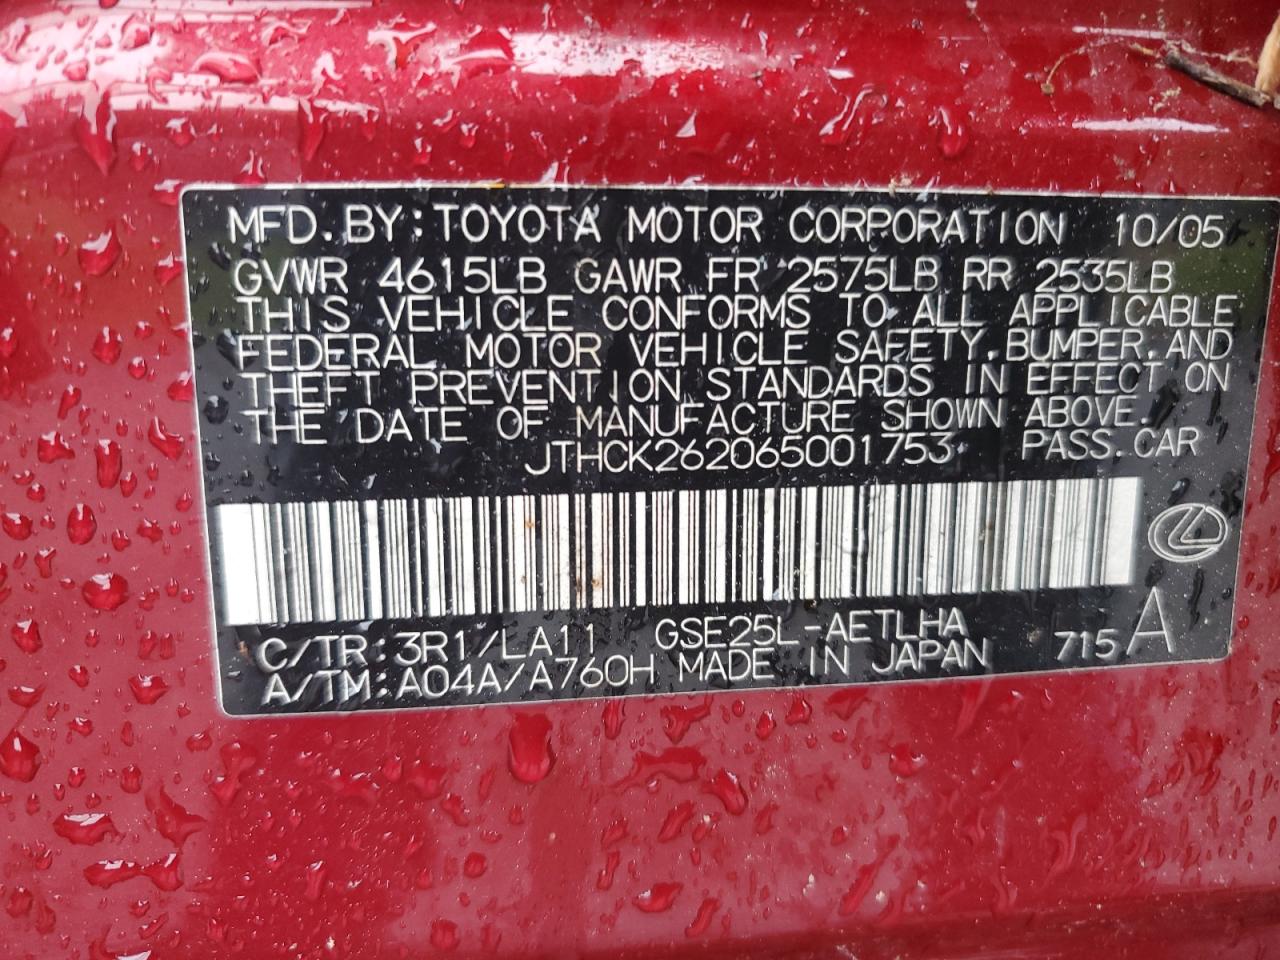 MFD. BY: TOYOTA MOTOR CORPORATION 10/05
GVWR 4615LB GAWR FR 2575LB RR 2535LB
THIS VEHICLE CONFORMS TO ALL APPLICABLE
FEDERAL MOTOR VEHICLE SAFETY, BUMPER, AND
THEFT PREVENTION STANDARDS IN EFFECT ON
THE DATE OF MANUFACTURE SHOWN ABOVE.
JTHCK262065001753 PASS. CAR
C/TR: 3R1/LA11 GSE25L-AETLHA
A/TM: A04A/A760H MADE IN JAPAN 715 A